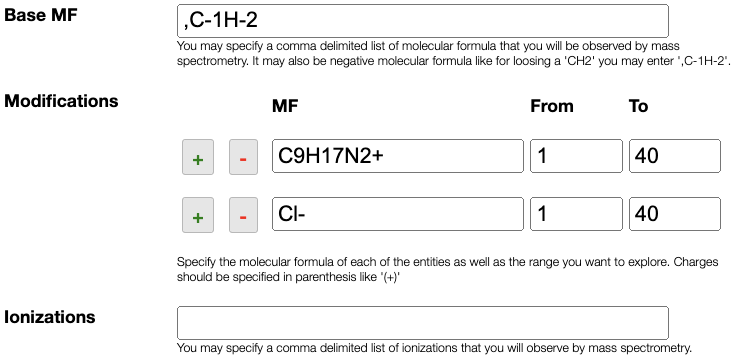 Base MF ,C-1H-2
You may specify a comma delimited list of molecular formula that you will be observed by mass
spectrometry. It may also be negative molecular formula like for loosing a 'CH2' you may enter ',C-1H-2'.
Modifications MF From To
+ - C9H17N2+ 1 40
+ - Cl- 1 40
Specify the molecular formula of each of the entities as well as the range you want to explore. Charges
should be specified in parenthesis like '(+)'
Ionizations
You may specify a comma delimited list of ionizations that you will observe by mass spectrometry.